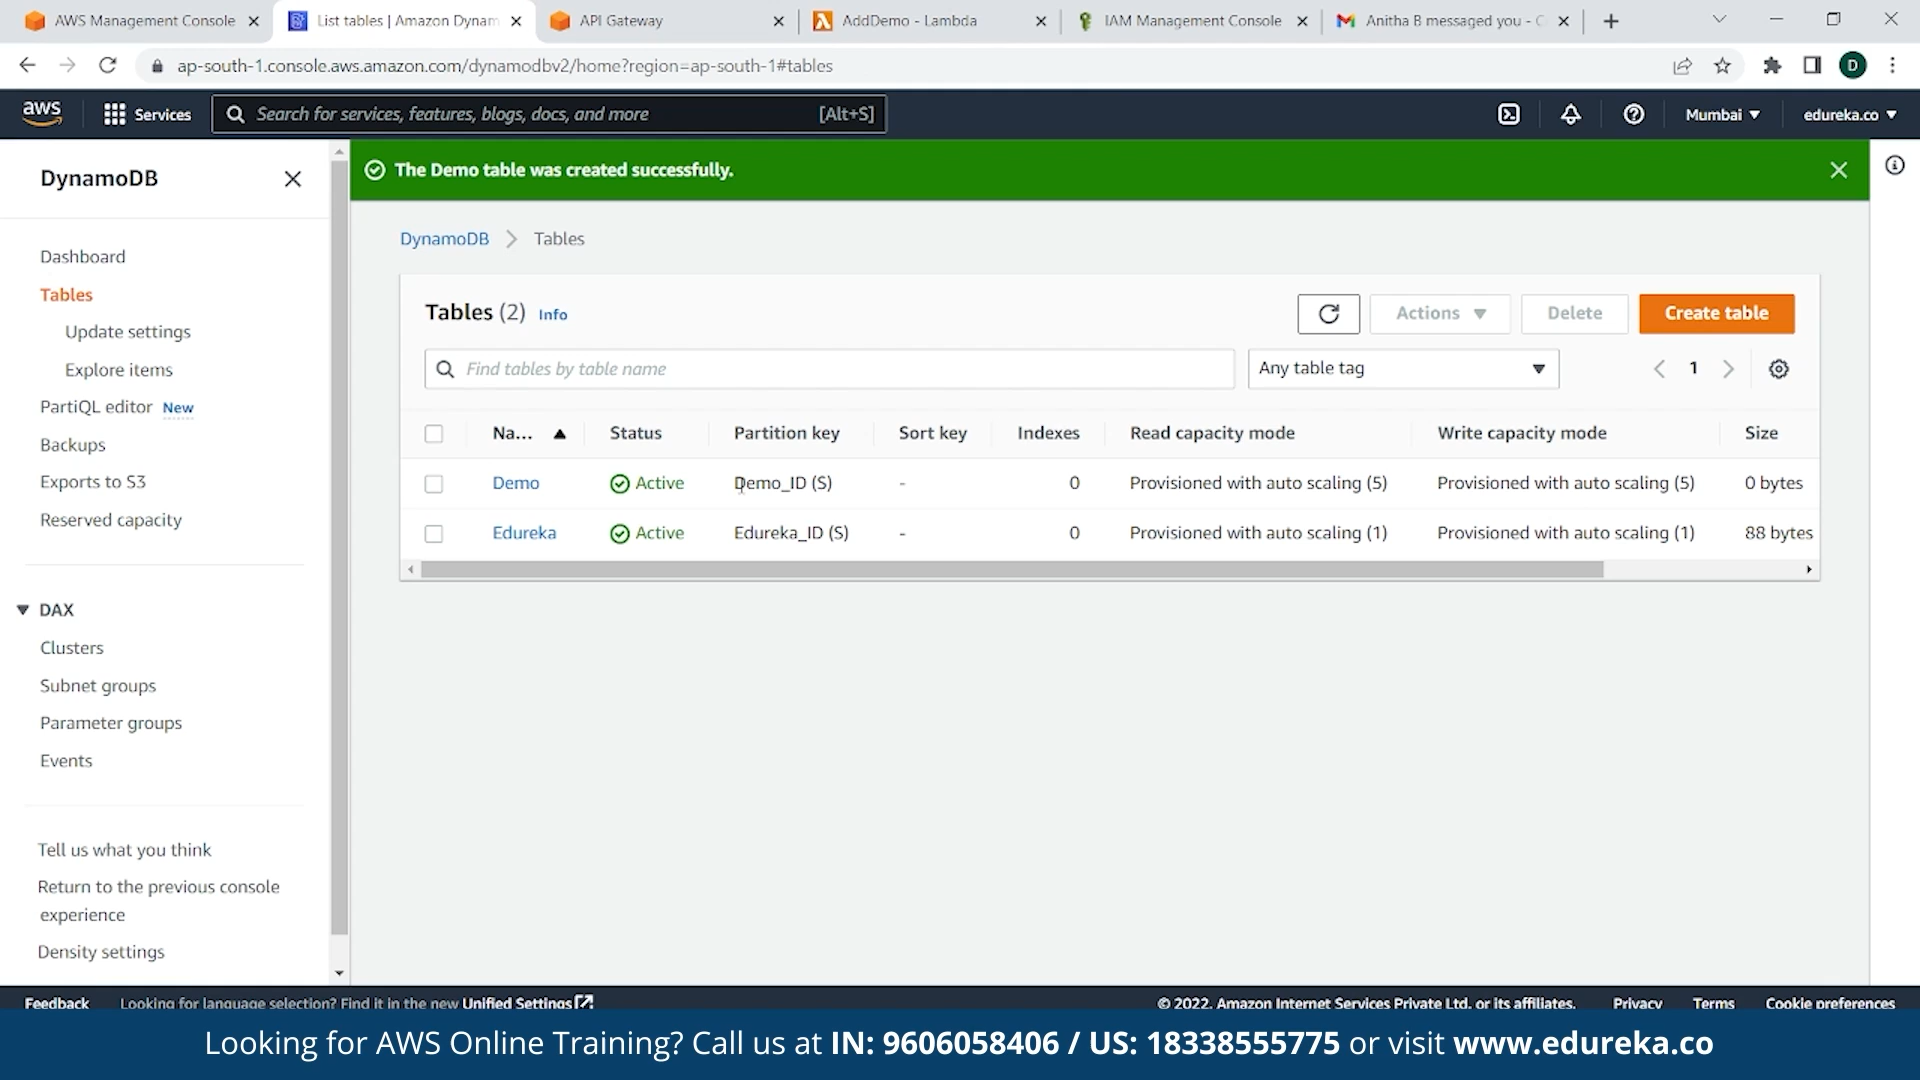 AWS Management Console
List tables | Amazon Dynam
API Gateway
AddDemo - Lambda
IAM Management Console
Anitha B messaged you - C
ap-south-1.console.aws.amazon.com/dynamodbv2/home?region=ap-south-1#tables
D
aws
Services
Search for services, features, blogs, docs, and more
[Alt+S]
Mumbai
edureka.co
DynamoDB
Dashboard
Tables
Update settings
Explore items
PartiQL editor New
Backups
Exports to S3
Reserved capacity
DAX
Clusters
Subnet groups
Parameter groups
Events
Tell us what you think
Return to the previous console
experience
Density settings
The Demo table was created successfully.
DynamoDB > Tables
Tables (2) Info
Actions
Delete
Create table
Find tables by table name
Any table tag
1
Na... Status Partition key Sort key Indexes Read capacity mode Write capacity mode Size
Demo Active Demo_ID (S) - 0 Provisioned with auto scaling (5) Provisioned with auto scaling (5) 0 bytes
Edureka Active Edureka_ID (S) - 0 Provisioned with auto scaling (1) Provisioned with auto scaling (1) 88 bytes
Feedback Looking for language selection? Find it in the new Unified Settings
© 2022, Amazon Internet Services Private Ltd. or its affiliates. Privacy Terms Cookie preferences
Looking for AWS Online Training? Call us at IN: 9606058406 / US: 18338555775 or visit www.edureka.co